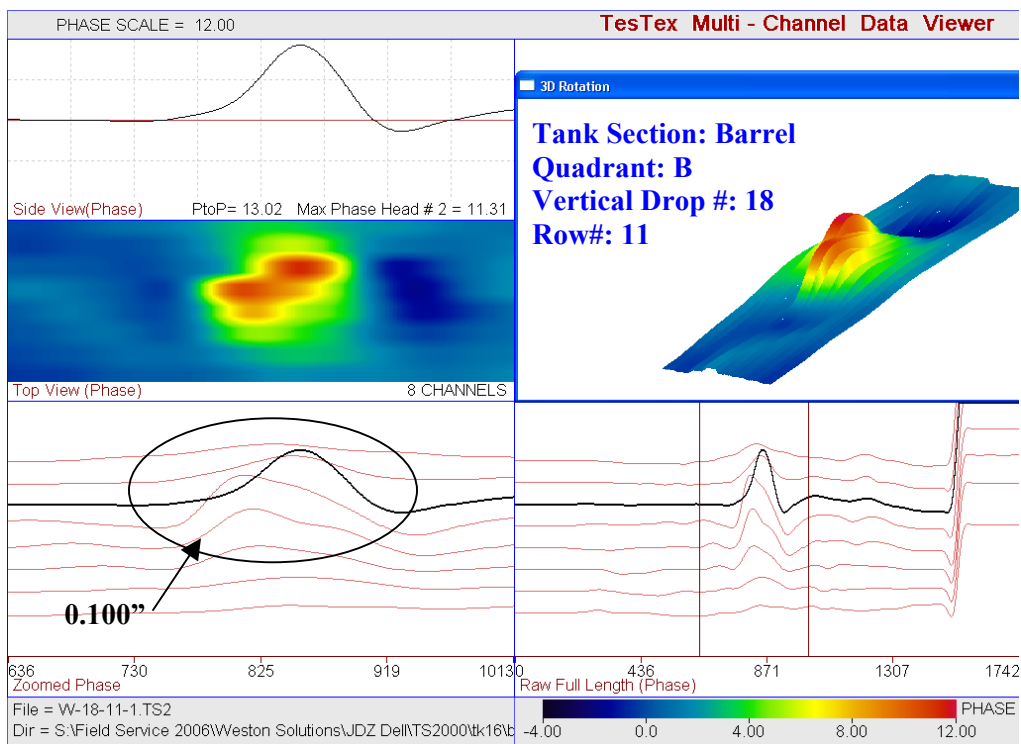 PHASE SCALE = 12.00
TesTex Multi - Channel Data Viewer
3D Rotation
Tank Section: Barrel
Quadrant: B
Vertical Drop #: 18
Row#: 11
Side View(Phase) PtoP= 13.02 Max Phase Head # 2 = 11.31
Top View (Phase) 8 CHANNELS
0.100”
636 730 825 919 1013
Zoomed Phase
0 436 871 1307 1742
Raw Full Length (Phase)
File = W-18-11-1.TS2
Dir = S:\Field Service 2006\Weston Solutions\JDZ Dell\TS2000\tk16\b
PHASE
-4.00 0.0 4.00 8.00 12.00